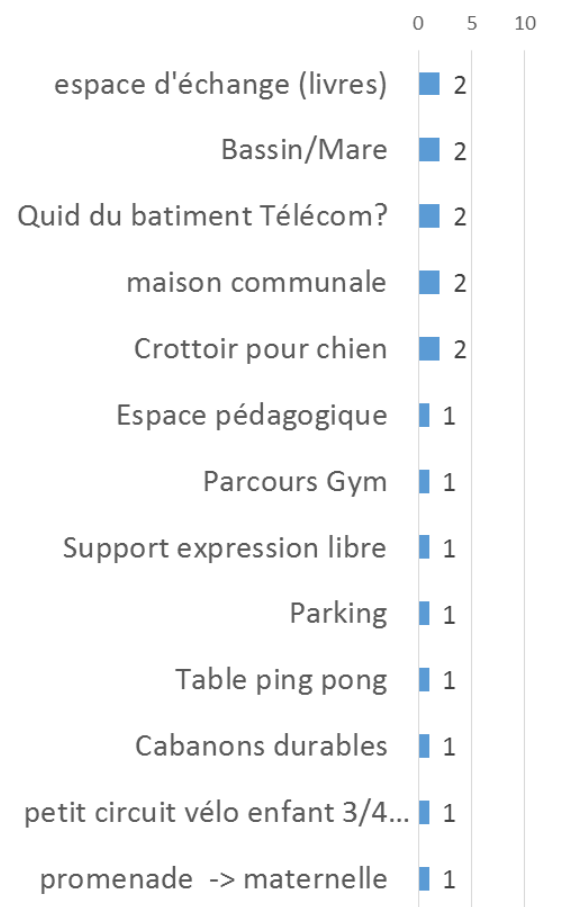 0 5 10
espace d'échange (livres) 2
Bassin/Mare 2
Quid du batiment Télécom? 2
maison communale 2
Crottoir pour chien 2
Espace pédagogique 1
Parcours Gym 1
Support expression libre 1
Parking 1
Table ping pong 1
Cabanons durables 1
petit circuit vélo enfant 3/4... 1
promenade -> maternelle 1